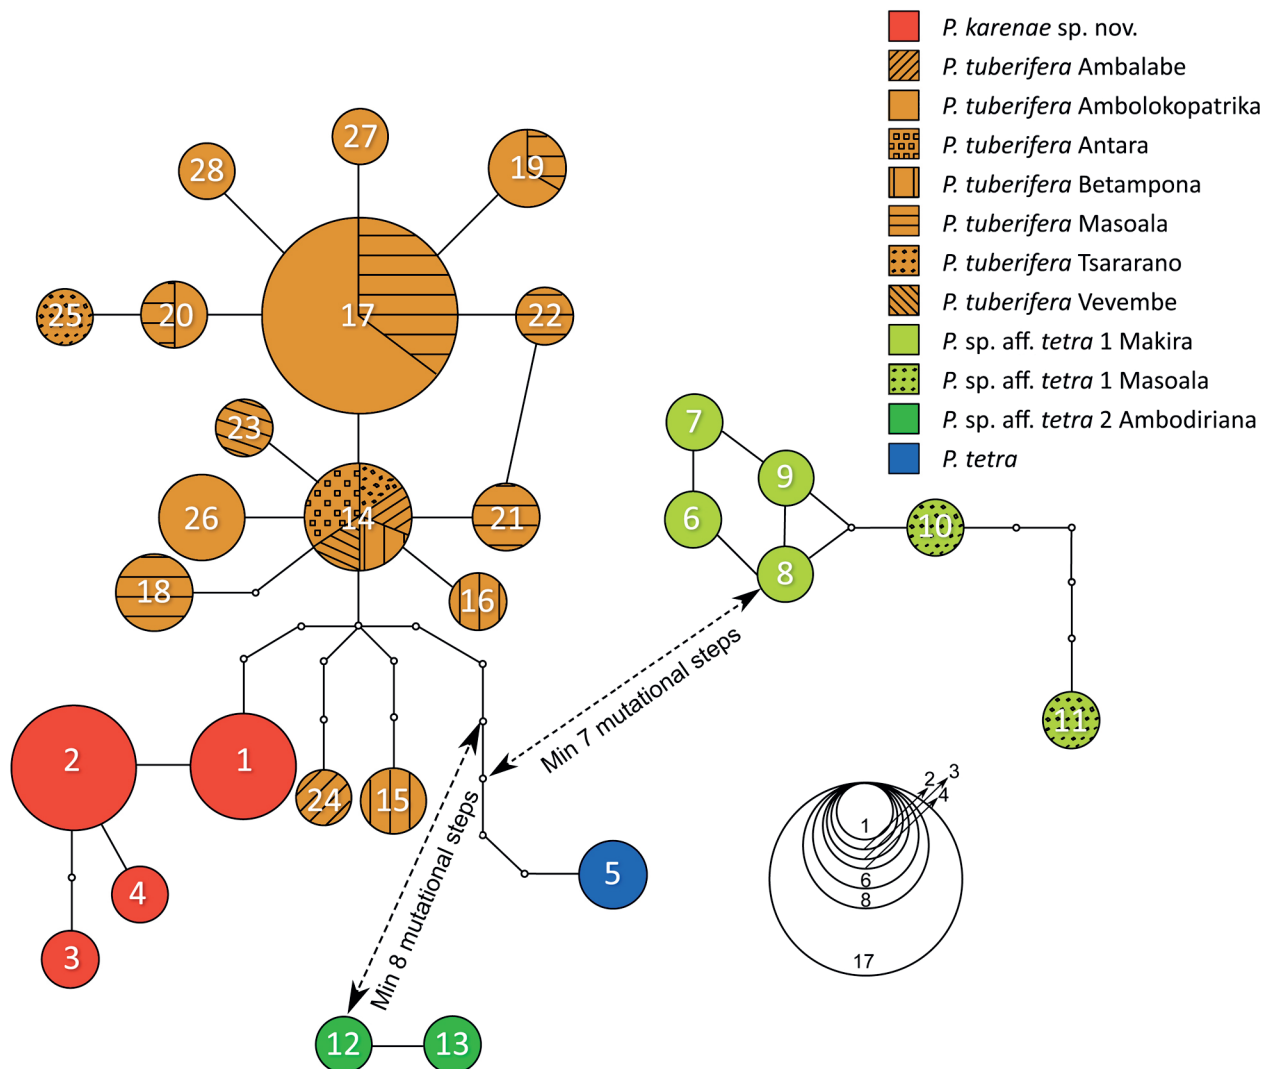 P. karenae sp. nov.
P. tuberifera Ambalabe
P. tuberifera Ambolokopatrika
P. tuberifera Antara
P. tuberifera Betampona
P. tuberifera Masoala
P. tuberifera Tsararano
P. tuberifera Vevembe
P. sp. aff. tetra 1 Makira
P. sp. aff. tetra 1 Masoala
P. sp. aff. tetra 2 Ambodiriana
P. tetra
27
28
19
25
20
17
22
23
26
14
21
18
16
7
9
6
8
10
11
Min 7 mutational steps
2
1
24
15
4
3
5
Min 8 mutational steps
12
13
2
3
4
1
6
8
17